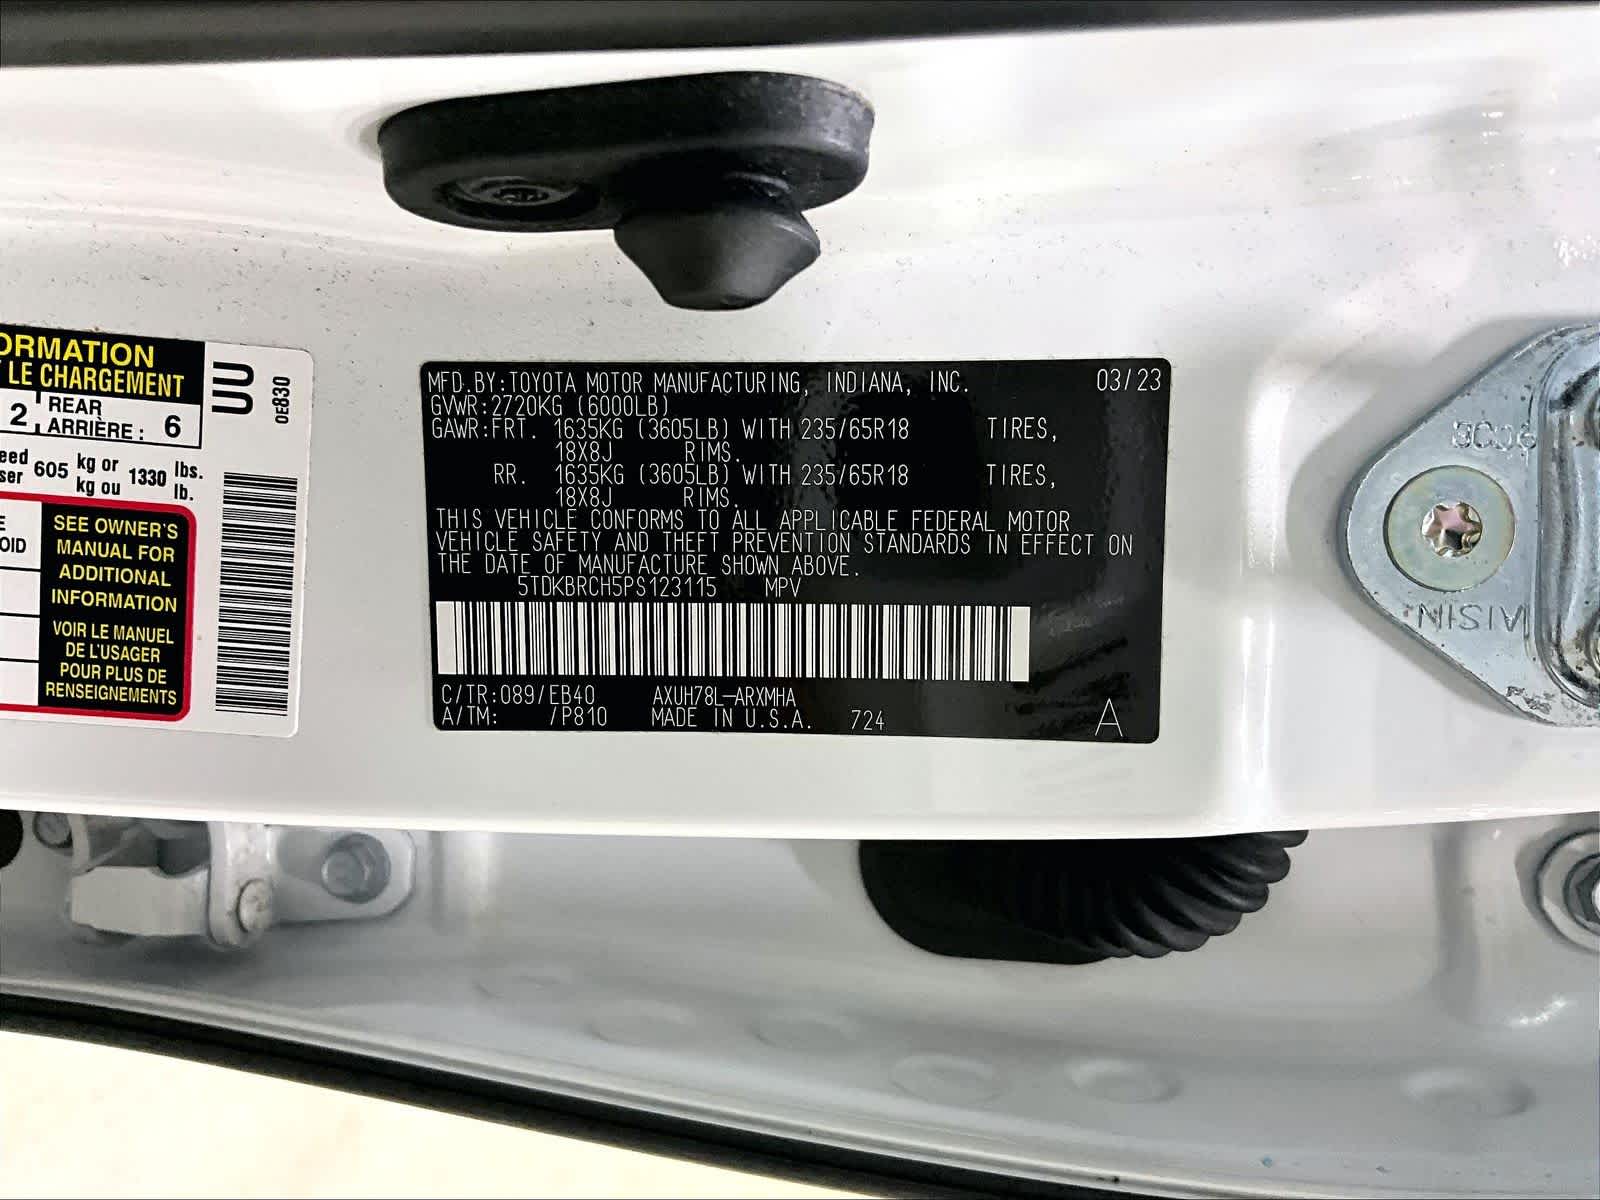 ORMATION
LE CHARGEMENT
2 REAR
ARRIÈRE : 6
eed
ser 605 kg or 1330 lbs.
kg ou lb.
E
OID
SEE OWNER'S
MANUAL FOR
ADDITIONAL
INFORMATION
VOIR LE MANUEL
DE L'USAGER
POUR PLUS DE
RENSEIGNEMENTS
0E830
MFD.BY:TOYOTA MOTOR MANUFACTURING, INDIANA, INC. 03/23
GVWR:2720KG (6000LB)
GAWR:FRT. 1635KG (3605LB) WITH 235/65R18 TIRES,
18X8J RIMS.
RR. 1635KG (3605LB) WITH 235/65R18 TIRES,
18X8J RIMS.
THIS VEHICLE CONFORMS TO ALL APPLICABLE FEDERAL MOTOR
VEHICLE SAFETY AND THEFT PREVENTION STANDARDS IN EFFECT ON
THE DATE OF MANUFACTURE SHOWN ABOVE.
5TDKBRCH5PS123115 MPV
C/TR:089/EB40 AXUH78L-ARXMHA
A/TM: /P810 MADE IN U.S.A. 724 A
AISIN